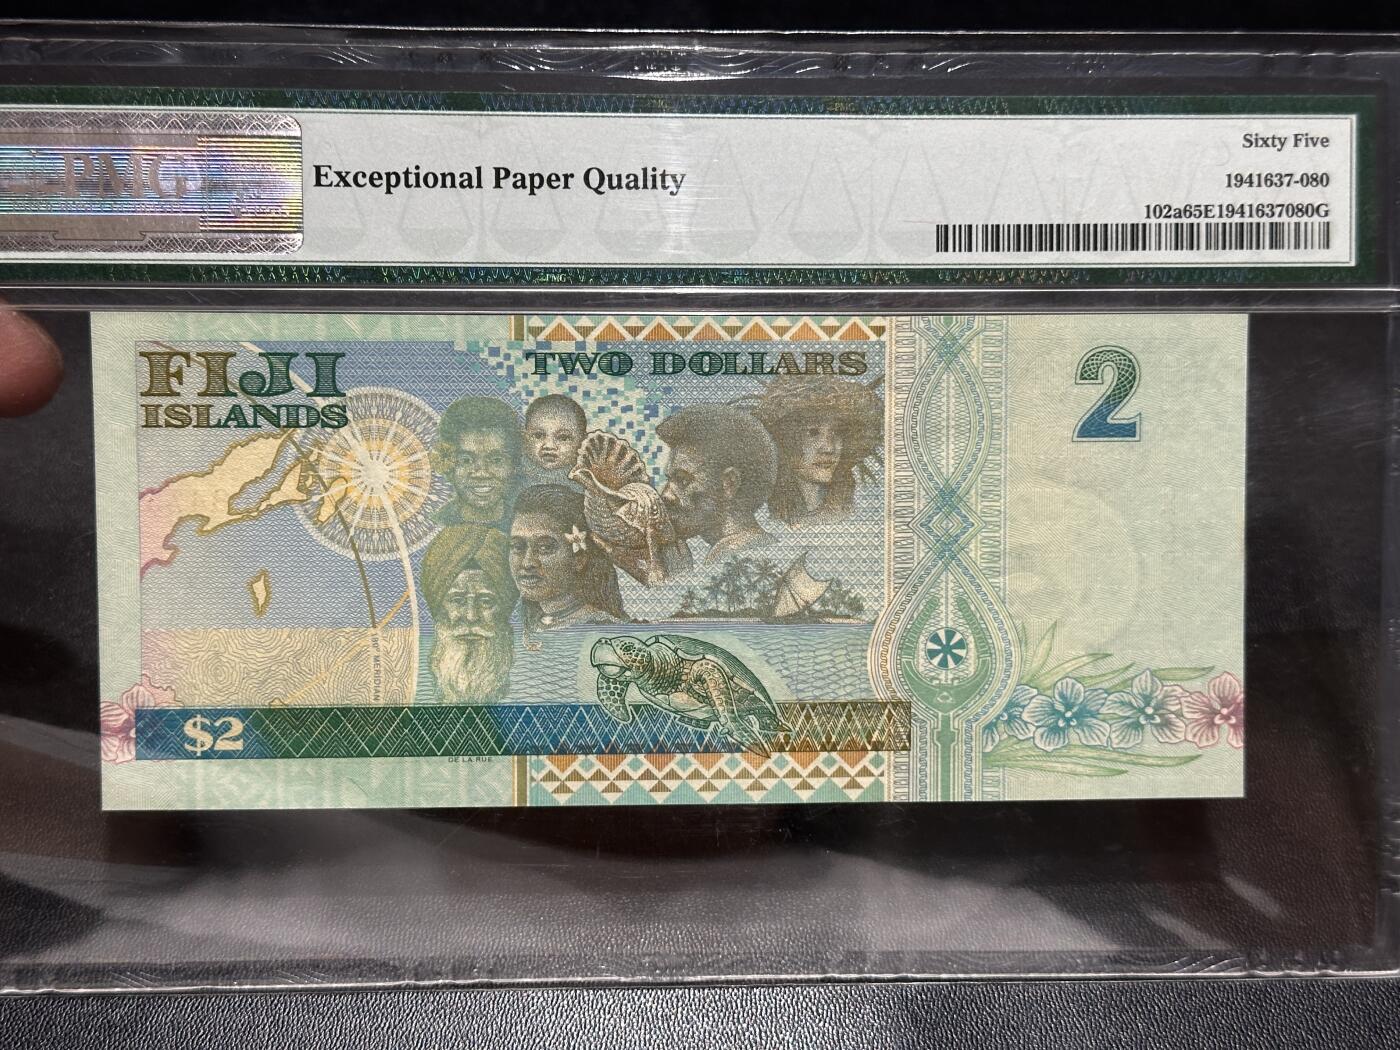 PMG
Exceptional Paper Quality
Sixty Five
1941637-080
102a65E1941637080G
FIJI
ISLANDS
TWO DOLLARS
2
180° MERIDIAN
$2
DE LA RUE